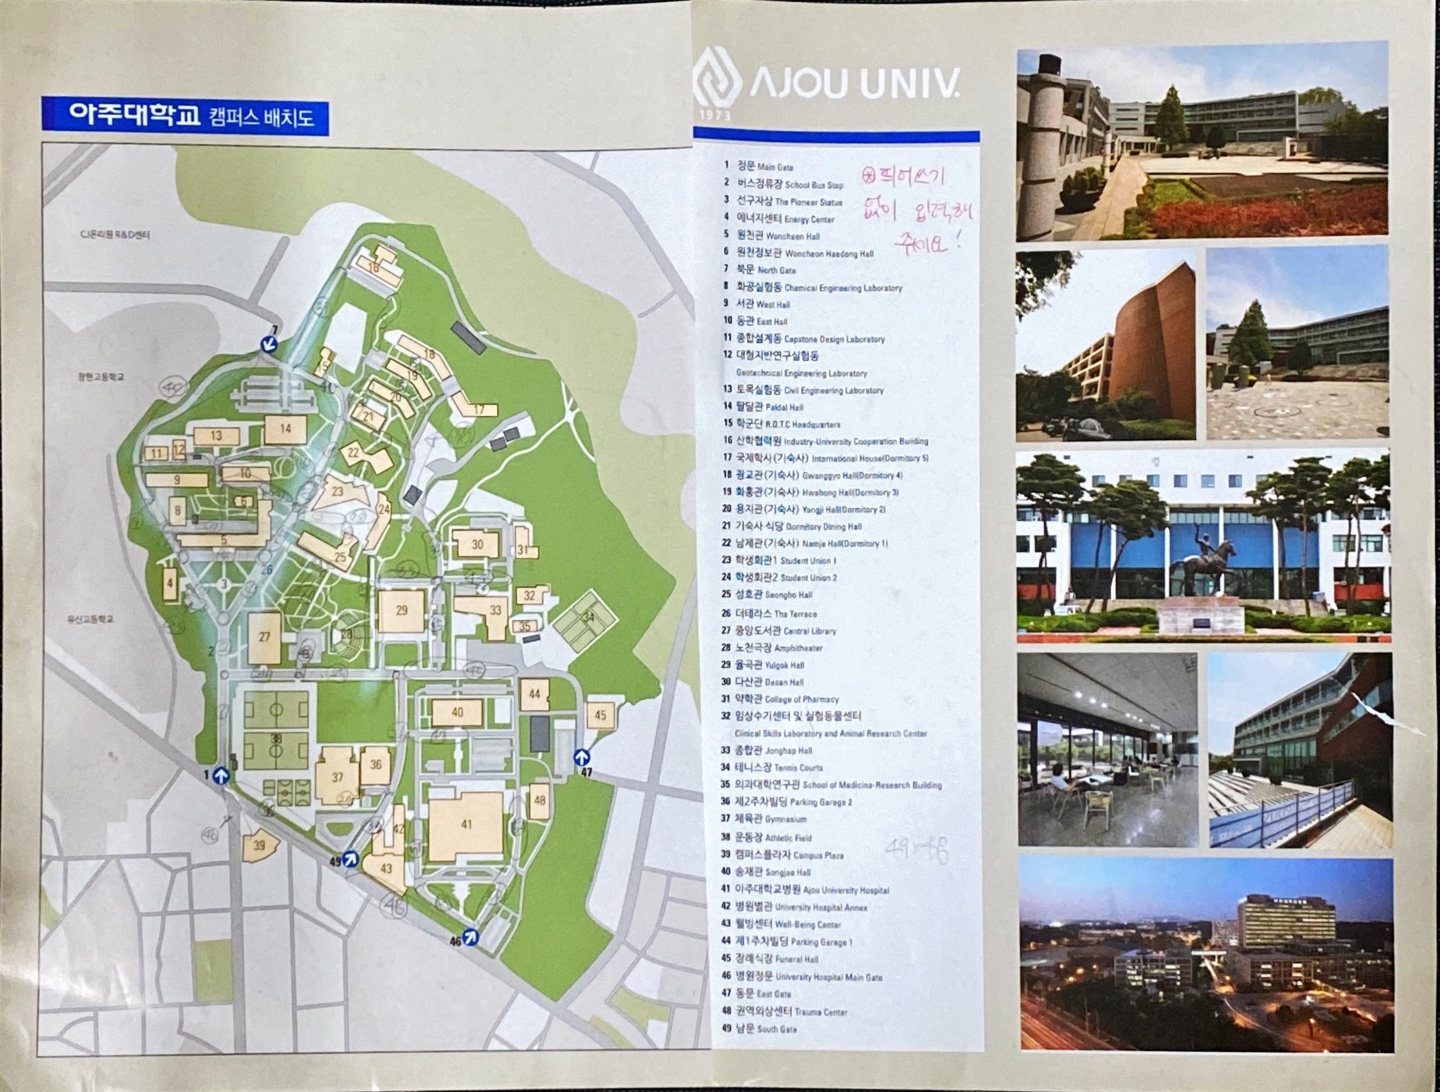 아주대학교 캠퍼스 배치도
AJOU UNIV.
1973
CJ온리원 R&D센터
창현고등학교
유신고등학교
1 정문 Main Gate
2 버스정류장 School Bus Stop
3 선구자상 The Pioneer Statue
4 에너지센터 Energy Center
5 원천관 Woncheon Hall
6 원천정보관 Woncheon Haedong Hall
7 북문 North Gate
8 화공실험동 Chemical Engineering Laboratory
9 서관 West Hall
10 동관 East Hall
11 종합설계동 Capstone Design Laboratory
12 대형지반연구실험동
Geotechnical Engineering Laboratory
13 토목실험동 Civil Engineering Laboratory
14 팔달관 Paldal Hall
15 학군단 R.O.T.C Headquarters
16 산학협력원 Industry-University Cooperation Building
17 국제학사(기숙사) International House(Dormitory 5)
18 광교관(기숙사) Gwanggyo Hall(Dormitory 4)
19 화홍관(기숙사) Hwahong Hall(Dormitory 3)
20 용지관(기숙사) Yongji Hall(Dormitory 2)
21 기숙사 식당 Dormitory Dining Hall
22 남제관(기숙사) Namje Hall(Dormitory 1)
23 학생회관1 Student Union 1
24 학생회관2 Student Union 2
25 성호관 Seongho Hall
26 더테라스 The Terrace
27 중앙도서관 Central Library
28 노천극장 Amphitheater
29 율곡관 Yulgok Hall
30 다산관 Dasan Hall
31 약학관 College of Pharmacy
32 임상수기센터 및 실험동물센터
Clinical Skills Laboratory and Animal Research Center
33 종합관 Jonghap Hall
34 테니스장 Tennis Courts
35 의과대학연구관 School of Medicine-Research Building
36 제2주차빌딩 Parking Garage 2
37 체육관 Gymnasium
38 운동장 Athletic Field
39 캠퍼스플라자 Campus Plaza
40 송재관 Songjae Hall
41 아주대학교병원 Ajou University Hospital
42 병원별관 University Hospital Annex
43 웰빙센터 Well-Being Center
44 제1주차빌딩 Parking Garage 1
45 장례식장 Funeral Hall
46 병원정문 University Hospital Main Gate
47 동문 East Gate
48 권역외상센터 Trauma Center
49 남문 South Gate
띄어쓰기
없이 입력해
주세요!
16
7
18
19
20
17
21
22
14
13
11
12
10
9
8
6
5
23
24
25
4
3
26
30
31
32
33
35
34
29
27
28
2
44
45
40
38
37
36
1
47
48
41
42
43
39
49
46